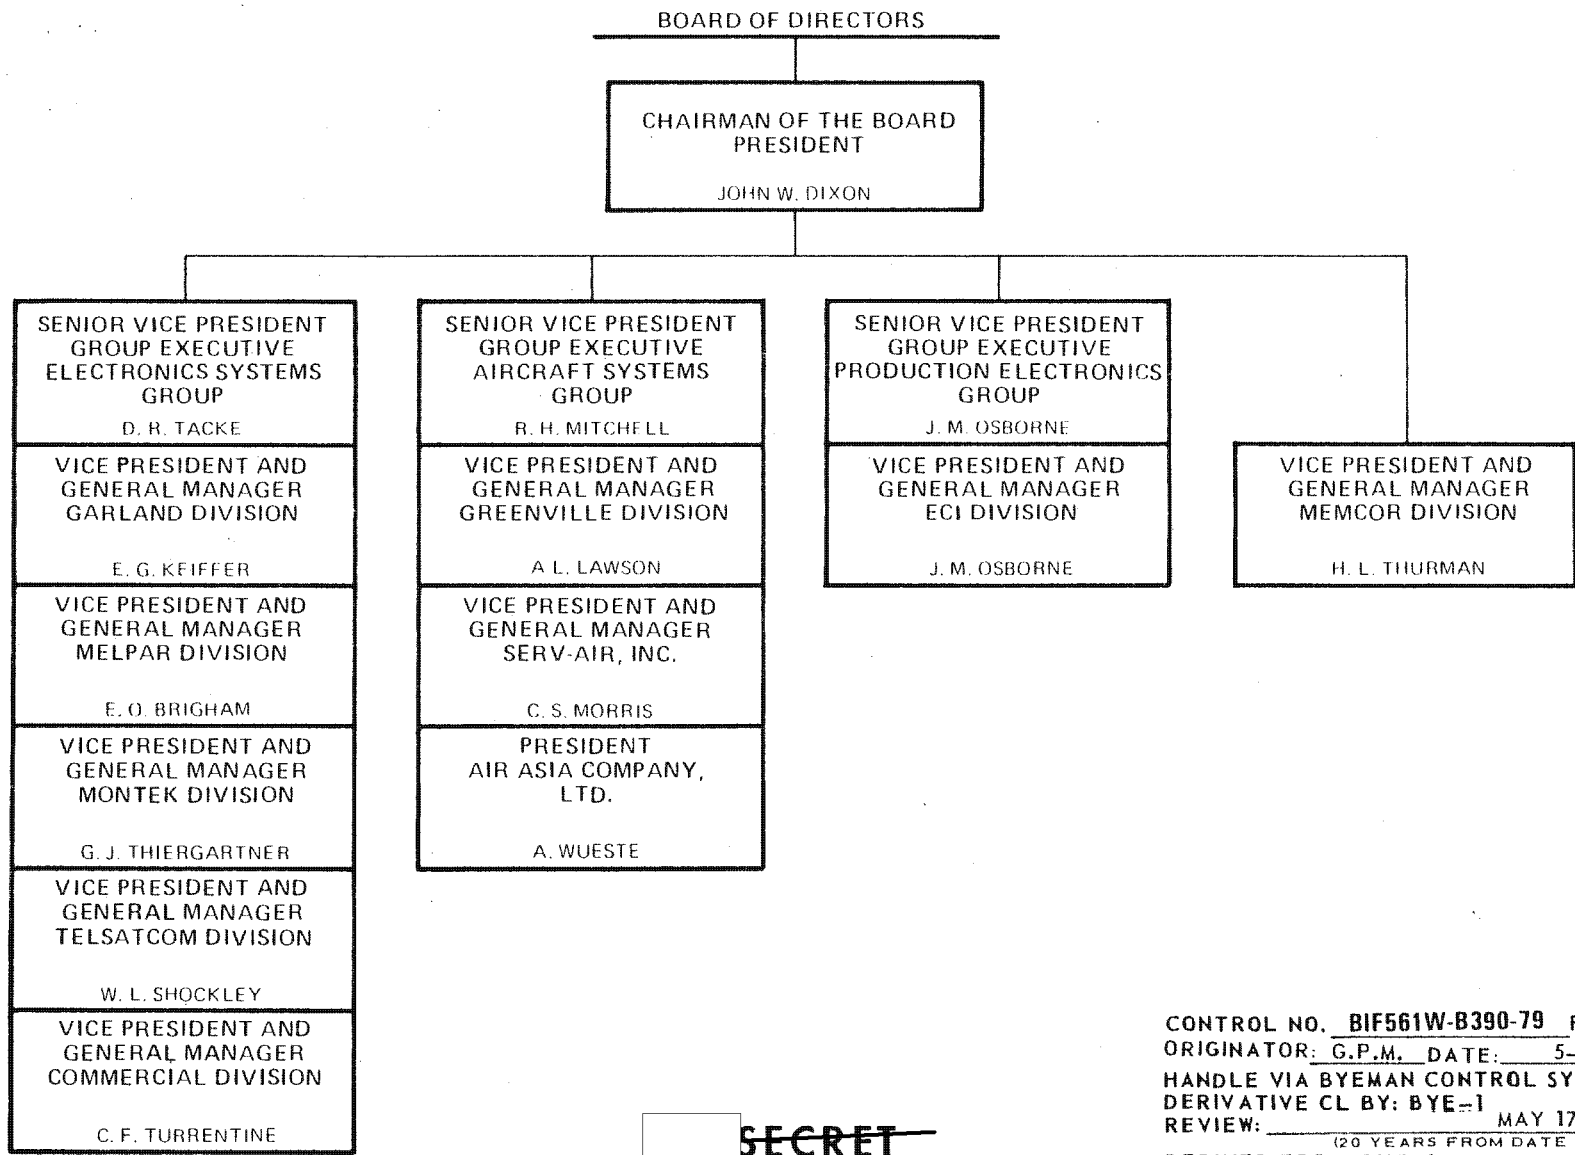 BOARD OF DIRECTORS
CHAIRMAN OF THE BOARD
PRESIDENT
JOHN W. DIXON
SENIOR VICE PRESIDENT
GROUP EXECUTIVE
ELECTRONICS SYSTEMS
GROUP
D. R. TACKE
VICE PRESIDENT AND
GENERAL MANAGER
GARLAND DIVISION
E. G. KEIFFER
VICE PRESIDENT AND
GENERAL MANAGER
MELPAR DIVISION
E. O. BRIGHAM
VICE PRESIDENT AND
GENERAL MANAGER
MONTEK DIVISION
G. J. THIERGARTNER
VICE PRESIDENT AND
GENERAL MANAGER
TELSATCOM DIVISION
W. L. SHOCKLEY
VICE PRESIDENT AND
GENERAL MANAGER
COMMERCIAL DIVISION
C. F. TURRENTINE
SENIOR VICE PRESIDENT
GROUP EXECUTIVE
AIRCRAFT SYSTEMS
GROUP
R. H. MITCHELL
VICE PRESIDENT AND
GENERAL MANAGER
GREENVILLE DIVISION
A L. LAWSON
VICE PRESIDENT AND
GENERAL MANAGER
SERV-AIR, INC.
C. S. MORRIS
PRESIDENT
AIR ASIA COMPANY,
LTD.
A. WUESTE
SENIOR VICE PRESIDENT
GROUP EXECUTIVE
PRODUCTION ELECTRONICS
GROUP
J. M. OSBORNE
VICE PRESIDENT AND
GENERAL MANAGER
ECI DIVISION
J. M. OSBORNE
VICE PRESIDENT AND
GENERAL MANAGER
MEMCOR DIVISION
H. L. THURMAN
SECRET
CONTROL NO. BIF561W-B390-79
ORIGINATOR: G.P.M. DATE: 5-
HANDLE VIA BYEMAN CONTROL SY
DERIVATIVE CL BY: BYE-1
REVIEW: MAY 17
(20 YEARS FROM DATE